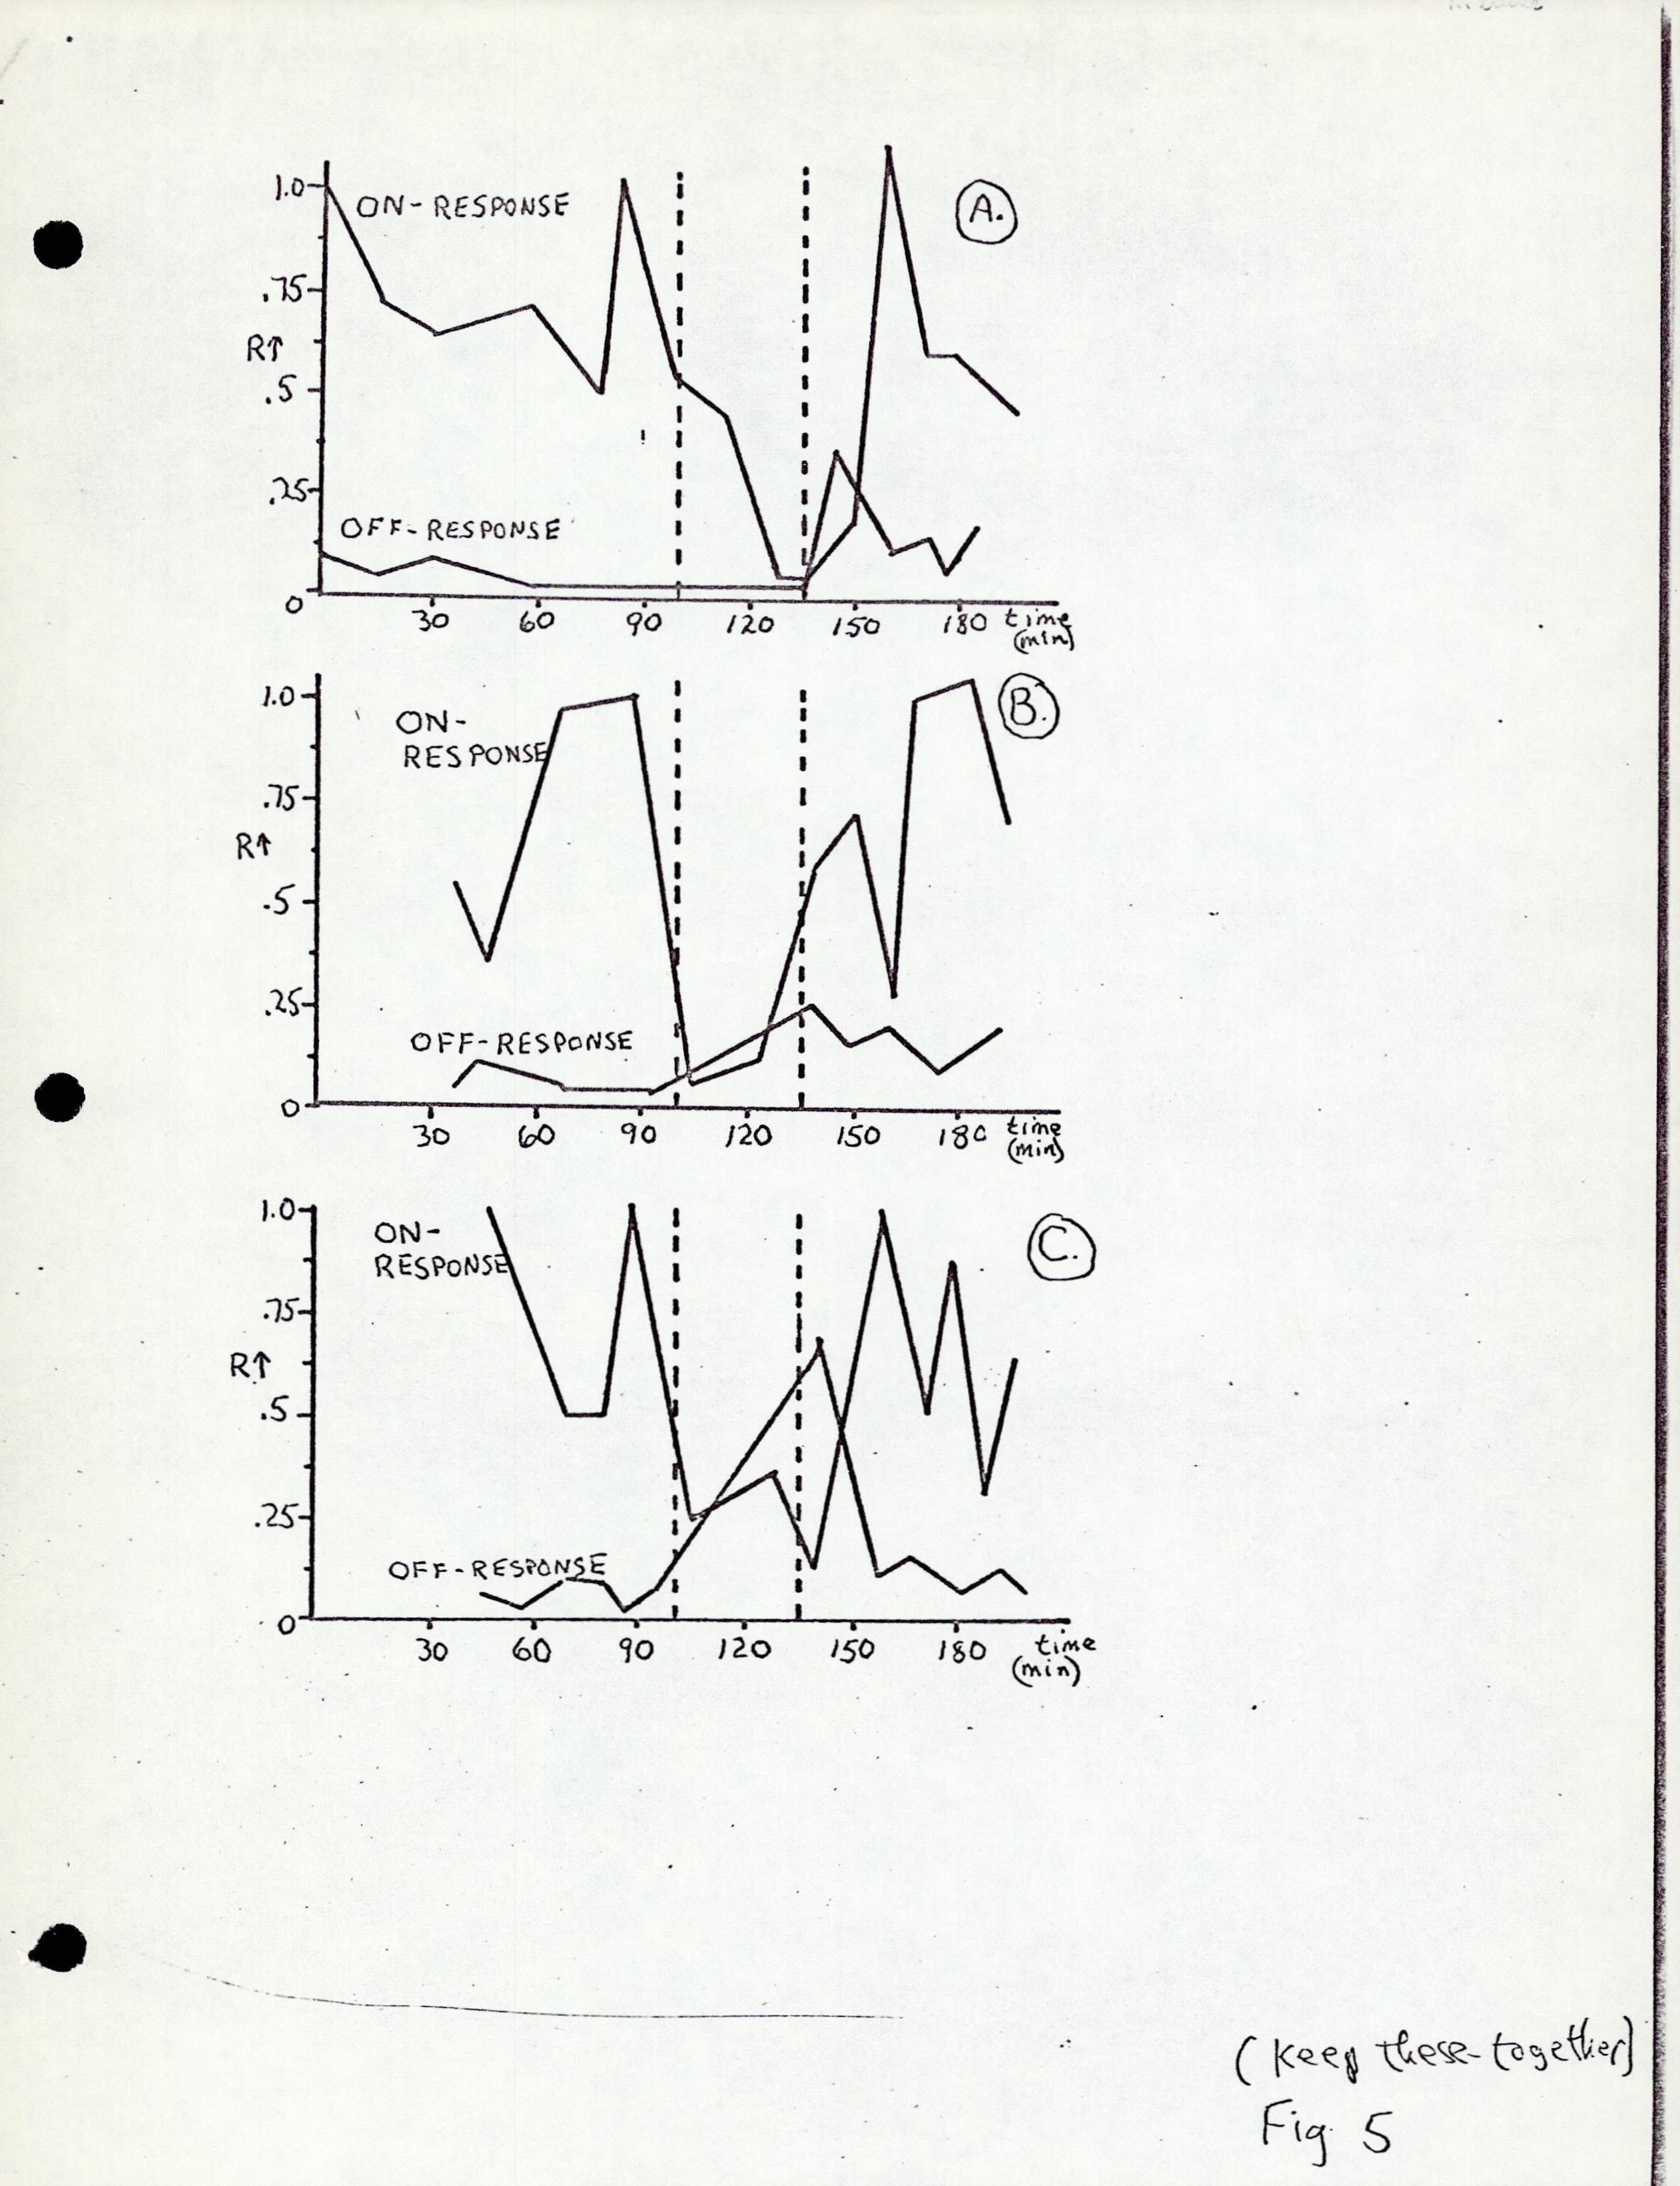 A.
1.0
ON-RESPONSE
.75
R↑
.5
.25
OFF-RESPONSE
0
30 60 90 120 150 180 time
(min)
B.
1.0
ON-
RESPONSE
.75
R↑
.5
.25
OFF-RESPONSE
0
30 60 90 120 150 180 time
(min)
C.
1.0
ON-
RESPONSE
.75
R↑
.5
.25
OFF-RESPONSE
0
30 60 90 120 150 180 time
(min)
(Keep these together)
Fig. 5